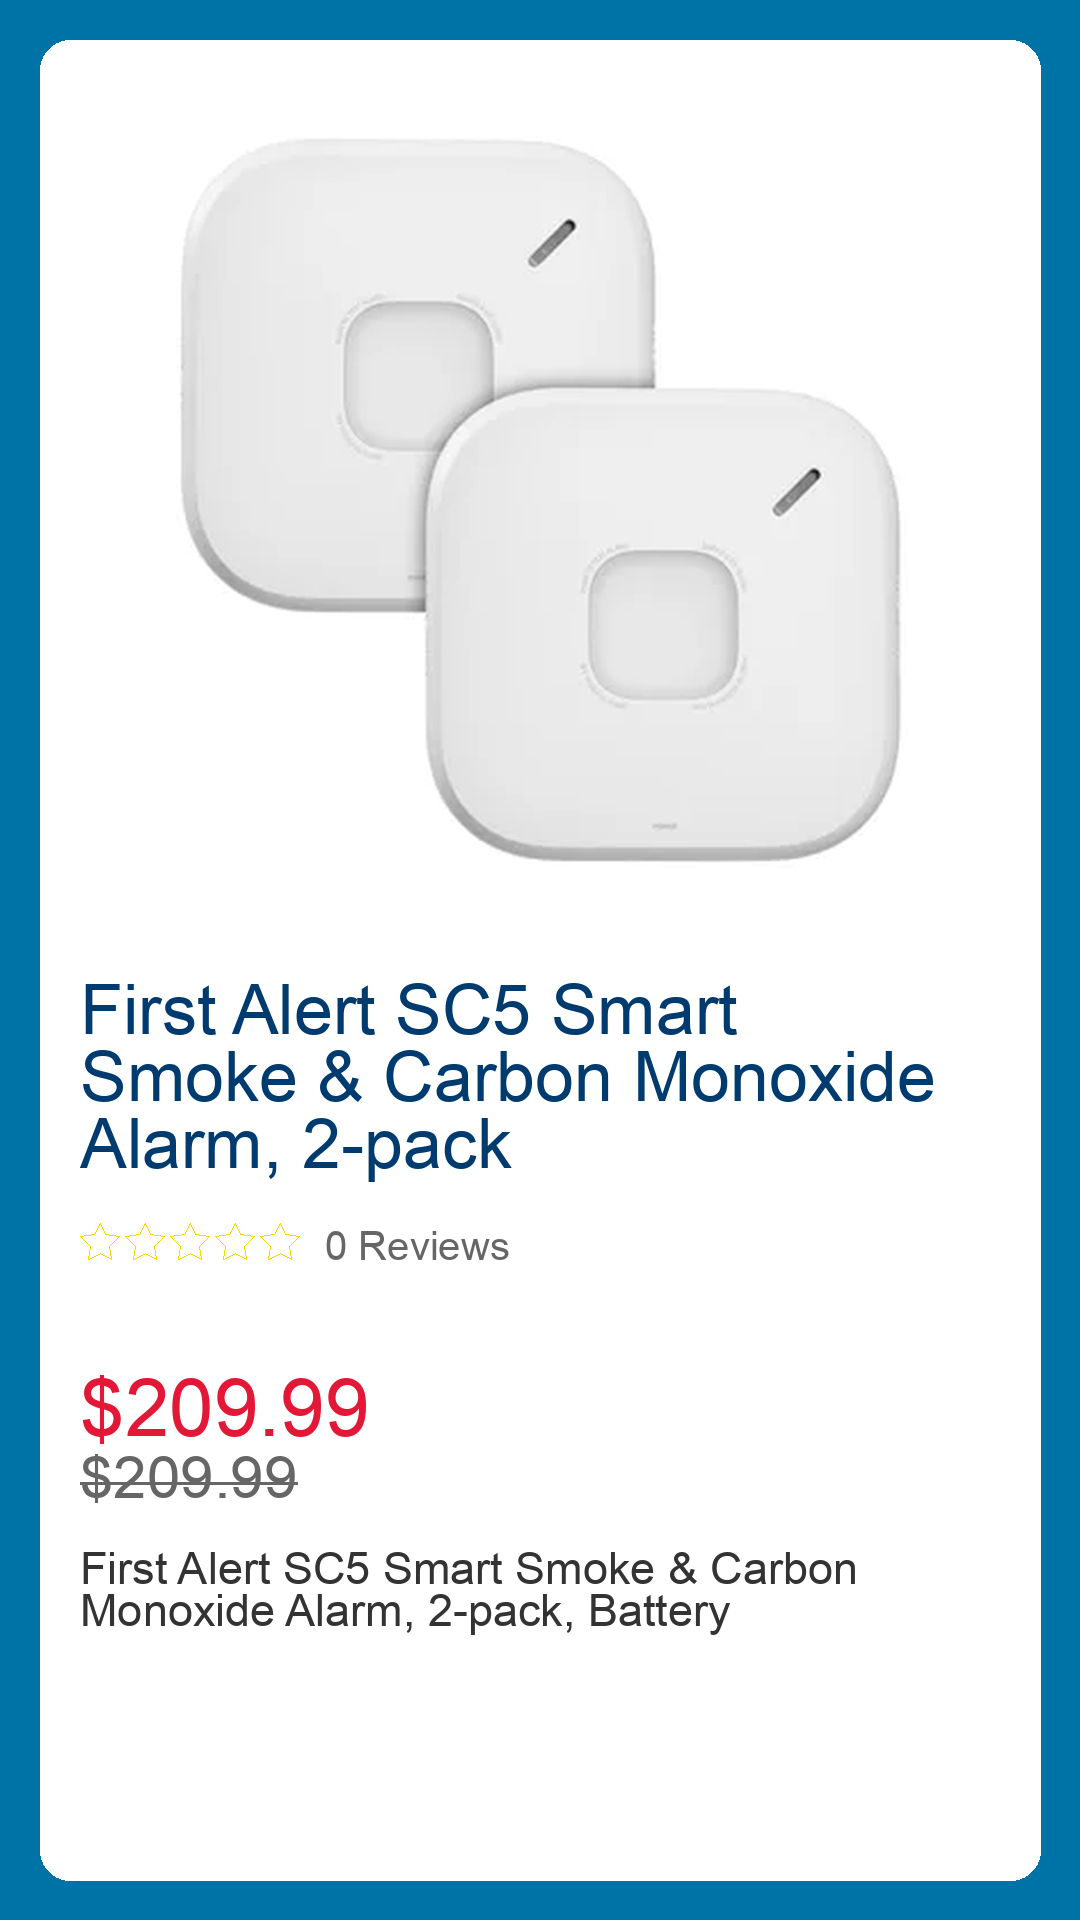 First Alert SC5 Smart
Smoke & Carbon Monoxide
Alarm, 2-pack
0 Reviews
$209.99
$209.99
First Alert SC5 Smart Smoke & Carbon
Monoxide Alarm, 2-pack, Battery